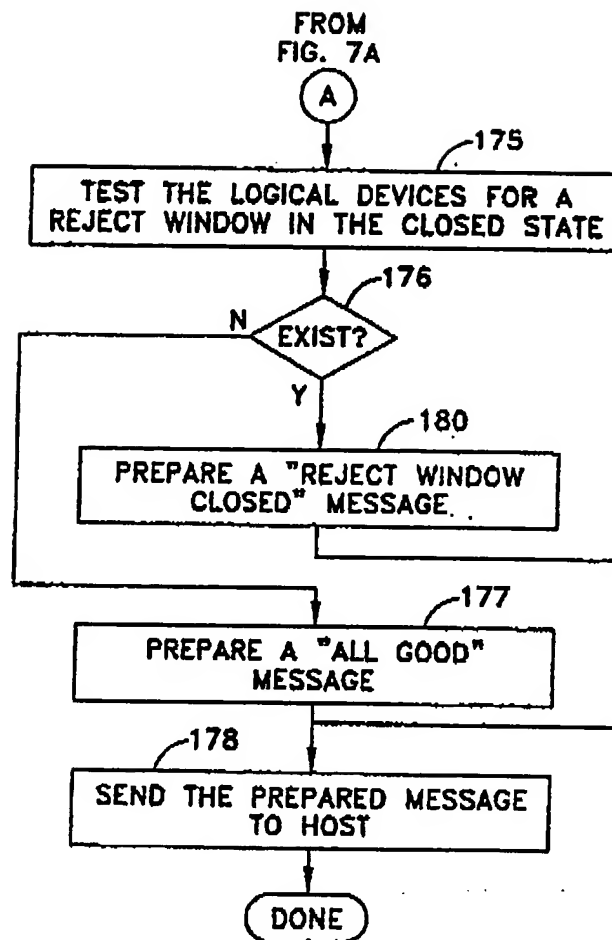 FROM
FIG. 7A
A
175
TEST THE LOGICAL DEVICES FOR A
REJECT WINDOW IN THE CLOSED STATE
176
N
EXIST?
Y
180
PREPARE A "REJECT WINDOW
CLOSED" MESSAGE.
177
PREPARE A "ALL GOOD"
MESSAGE
178
SEND THE PREPARED MESSAGE
TO HOST
DONE